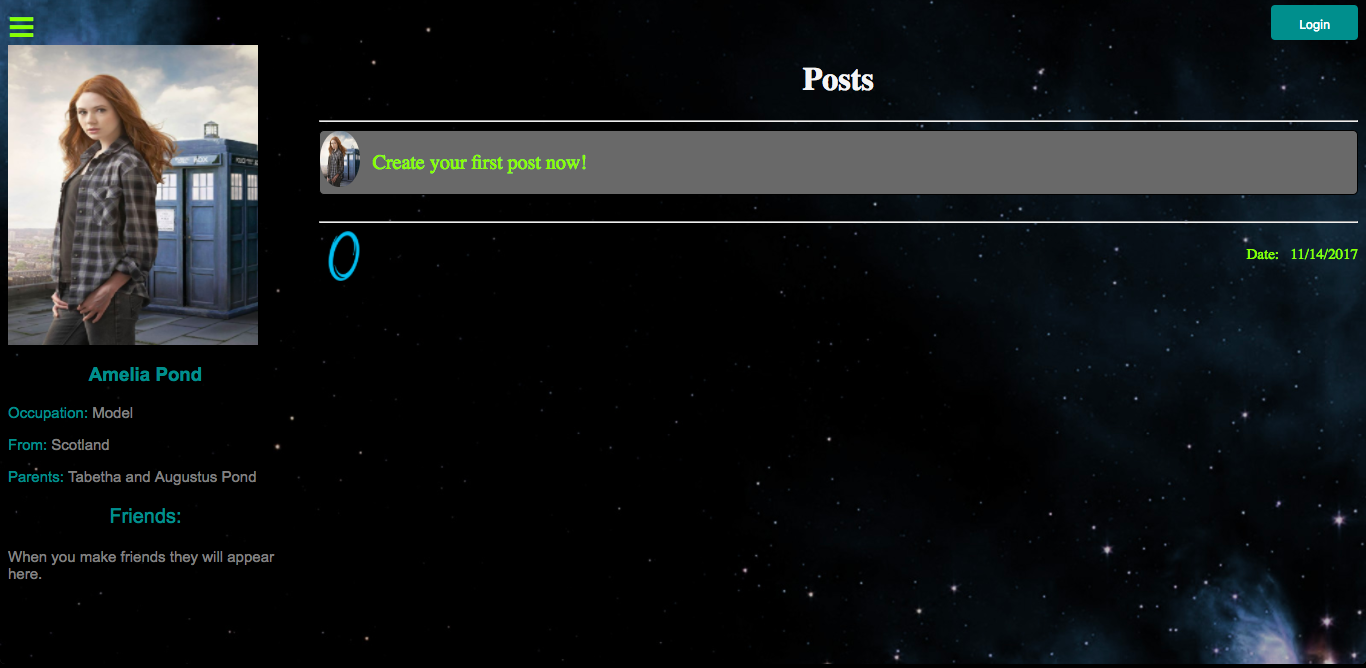 Login
Posts
Create your first post now!
Date: 11/14/2017
Amelia Pond
Occupation: Model
From: Scotland
Parents: Tabetha and Augustus Pond
Friends:
When you make friends they will appear
here.